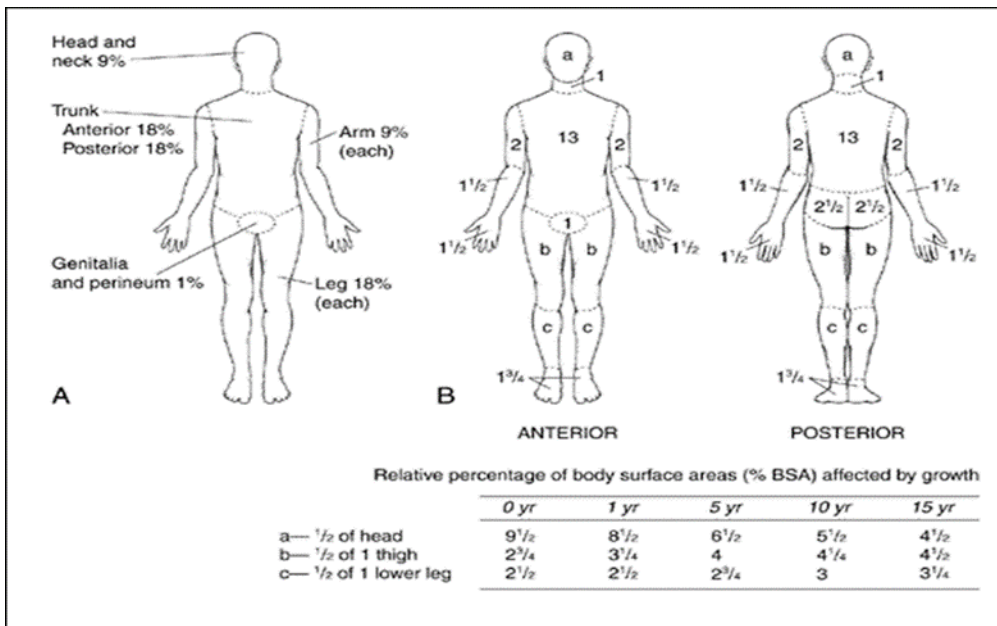 Head and
neck 9%
Trunk
Anterior 18%
Posterior 18%
Arm 9%
(each)
Genitalia
and perineum 1%
Leg 18%
(each)
A
a
1
2
13
2
1½
1½
1
1½
1½
b
b
c
c
1¾
B
ANTERIOR
a
1
2
13
2
1½
1½
2½
2½
1½
1½
b
b
c
c
1¾
POSTERIOR
Relative percentage of body surface areas (% BSA) affected by growth
0 yr 1 yr 5 yr 10 yr 15 yr
a— ½ of head 9½ 8½ 6½ 5½ 4½
b— ½ of 1 thigh 2¾ 3¼ 4 4¼ 4½
c— ½ of 1 lower leg 2½ 2½ 2¾ 3 3¼